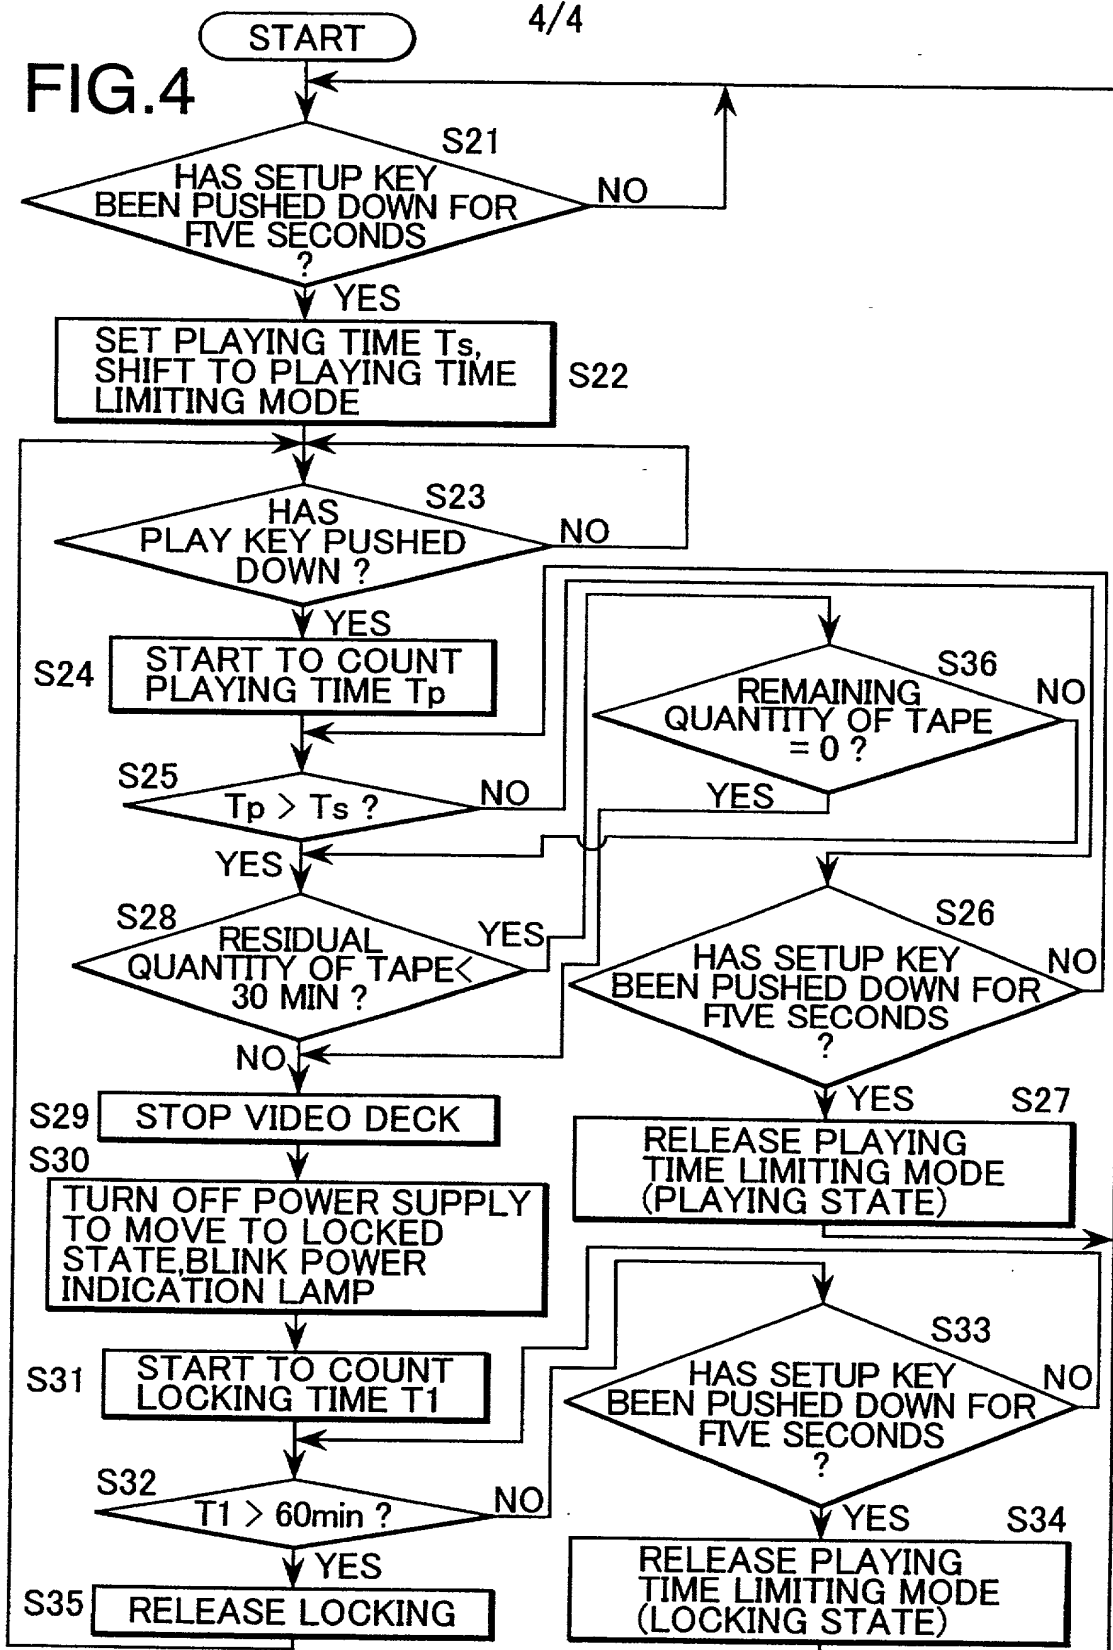 4/4
START
FIG.4
S21
HAS SETUP KEY
BEEN PUSHED DOWN FOR
FIVE SECONDS
?
NO
YES
SET PLAYING TIME Ts,
SHIFT TO PLAYING TIME
LIMITING MODE
S22
S23
HAS
PLAY KEY PUSHED
DOWN ?
NO
YES
S24
START TO COUNT
PLAYING TIME Tp
S36
REMAINING
QUANTITY OF TAPE
= 0 ?
NO
YES
S25
Tp > Ts ?
NO
YES
S28
RESIDUAL
QUANTITY OF TAPE<
30 MIN ?
YES
NO
S26
HAS SETUP KEY
BEEN PUSHED DOWN FOR
FIVE SECONDS
?
NO
YES
S27
RELEASE PLAYING
TIME LIMITING MODE
(PLAYING STATE)
S29
STOP VIDEO DECK
S30
TURN OFF POWER SUPPLY
TO MOVE TO LOCKED
STATE,BLINK POWER
INDICATION LAMP
S31
START TO COUNT
LOCKING TIME T1
S33
HAS SETUP KEY
BEEN PUSHED DOWN FOR
FIVE SECONDS
?
NO
YES
S32
T1 > 60min ?
NO
YES
S34
RELEASE PLAYING
TIME LIMITING MODE
(LOCKING STATE)
S35
RELEASE LOCKING